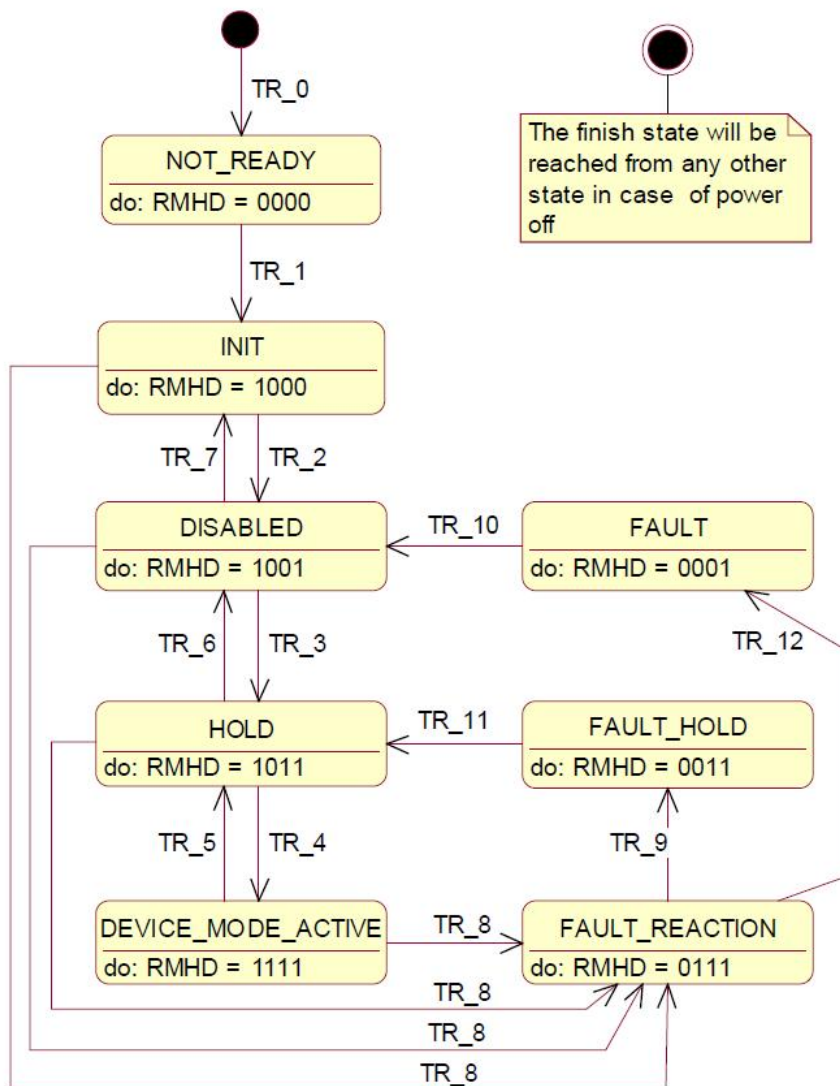 TR_0
The finish state will be
reached from any other
state in case of power
off
NOT_READY
do: RMHD = 0000
TR_1
INIT
do: RMHD = 1000
TR_7
TR_2
DISABLED
do: RMHD = 1001
TR_10
FAULT
do: RMHD = 0001
TR_6
TR_3
TR_12
HOLD
do: RMHD = 1011
TR_11
FAULT_HOLD
do: RMHD = 0011
TR_5
TR_4
TR_9
DEVICE_MODE_ACTIVE
do: RMHD = 1111
TR_8
FAULT_REACTION
do: RMHD = 0111
TR_8
TR_8
TR_8